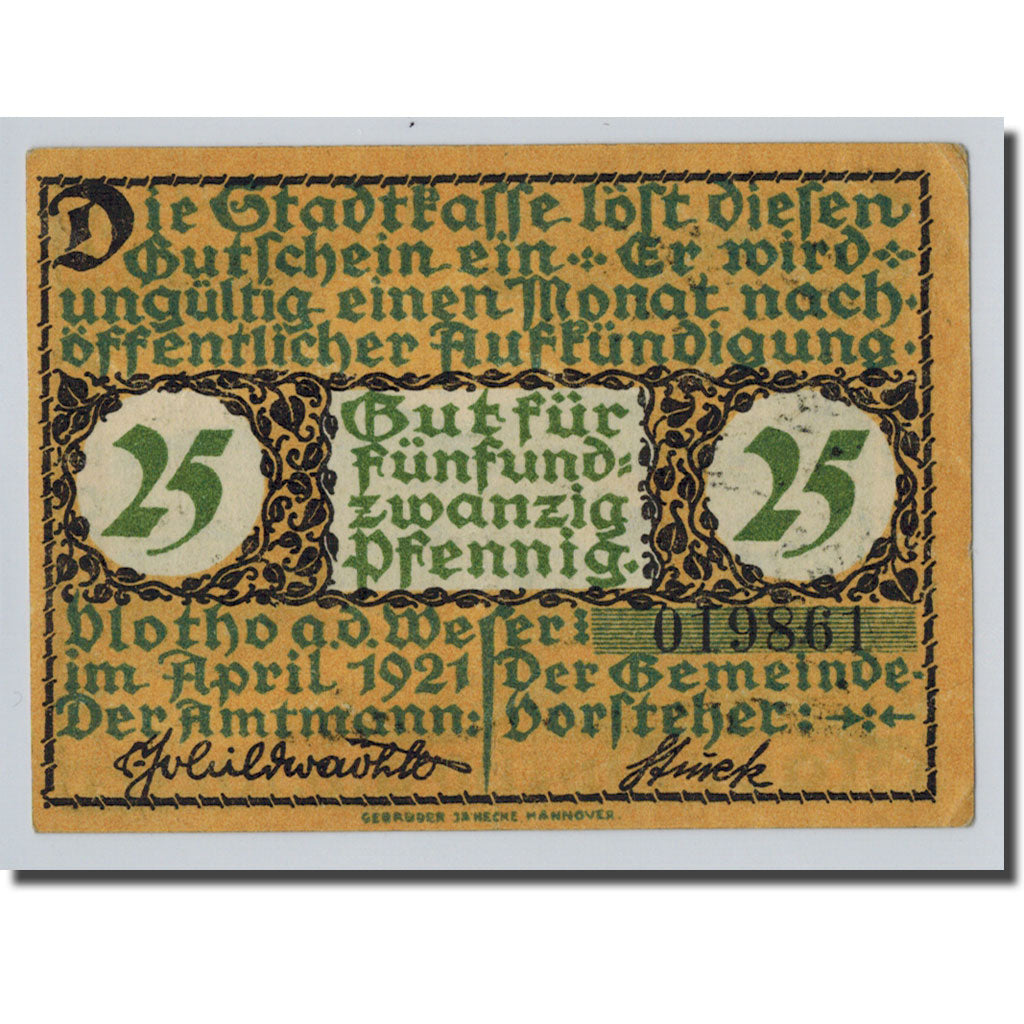 Die Stadtkasse löst diesen
Gutschein ein Er wird
ungültig einen Monat nach
öffentlicher Aufkündigung.
25
Gut für
fünfund-
zwanzig
Pfennig.
25
Vlotho a.d. Weser:
019861
im April 1921
Der Amtmann:
Der Gemeinde-
Vorsteher:
Stuck
GEBRÜDER JÄNECKE HANNOVER.